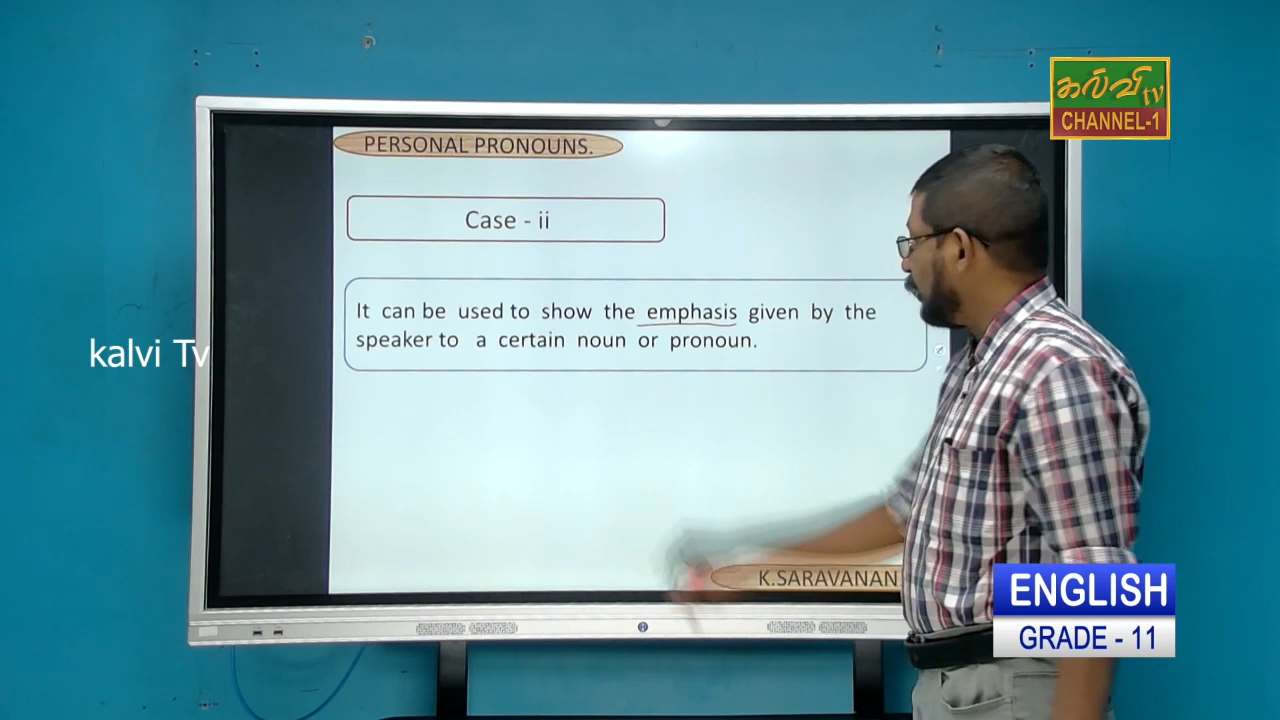 கல்வி tv
CHANNEL-1
PERSONAL PRONOUNS.
Case - ii
It can be used to show the emphasis given by the
speaker to a certain noun or pronoun.
kalvi Tv
K.SARAVANAN
ENGLISH
GRADE - 11